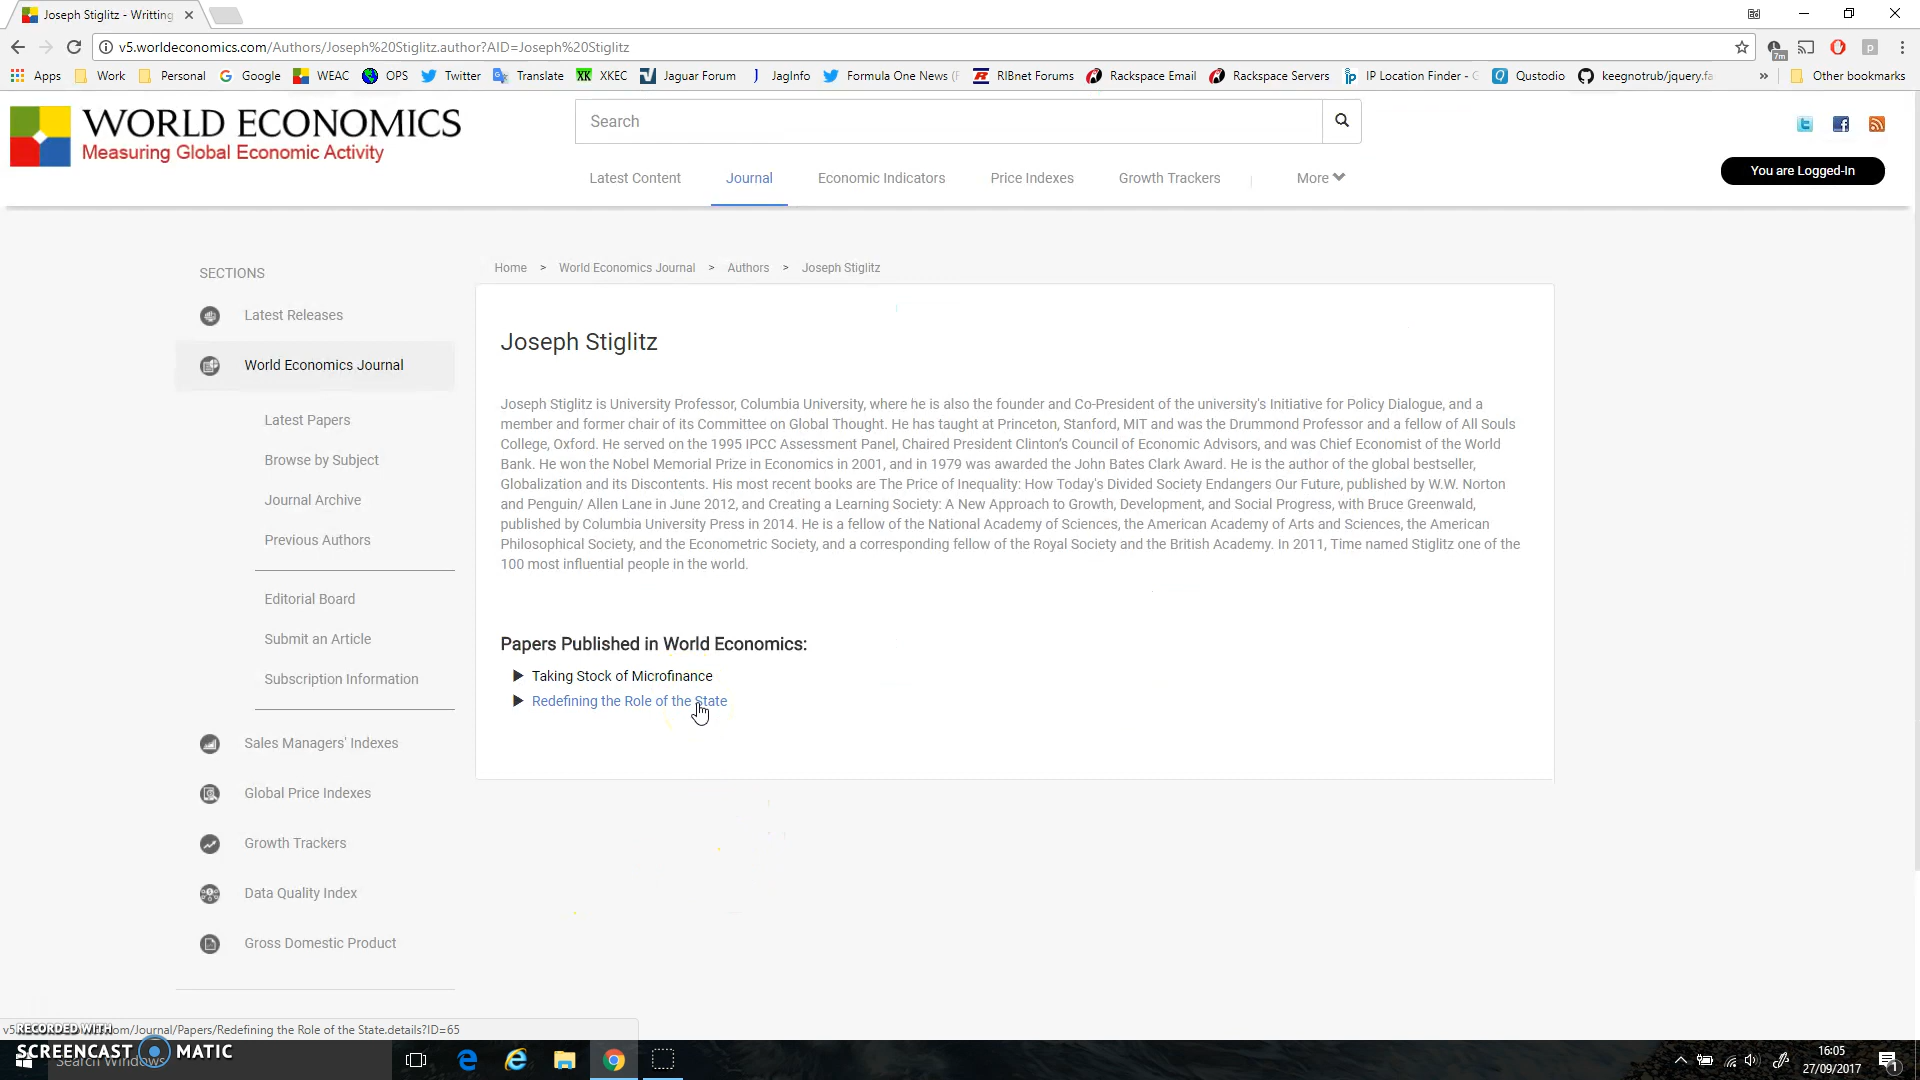 Joseph Stiglitz - Writting
v5.worldeconomics.com/Authors/Joseph%20Stiglitz.author?AID=Joseph%20Stiglitz
7m
p
Apps Work Personal Google WEAC OPS Twitter Translate XKEC Jaguar Forum JagInfo Formula One News (F RIBnet Forums Rackspace Email Rackspace Servers IP Location Finder - Qustodio keegnotrub/jquery.fa » Other bookmarks
WORLD ECONOMICS
Measuring Global Economic Activity
Search
You are Logged-In
Latest Content Journal Economic Indicators Price Indexes Growth Trackers More
Home > World Economics Journal > Authors > Joseph Stiglitz
SECTIONS
Latest Releases
World Economics Journal
Latest Papers
Browse by Subject
Journal Archive
Previous Authors
Editorial Board
Submit an Article
Subscription Information
Sales Managers' Indexes
Global Price Indexes
Growth Trackers
Data Quality Index
Gross Domestic Product
Joseph Stiglitz
Joseph Stiglitz is University Professor, Columbia University, where he is also the founder and Co-President of the university's Initiative for Policy Dialogue, and a
member and former chair of its Committee on Global Thought. He has taught at Princeton, Stanford, MIT and was the Drummond Professor and a fellow of All Souls
College, Oxford. He served on the 1995 IPCC Assessment Panel, Chaired President Clinton's Council of Economic Advisors, and was Chief Economist of the World
Bank. He won the Nobel Memorial Prize in Economics in 2001, and in 1979 was awarded the John Bates Clark Award. He is the author of the global bestseller,
Globalization and its Discontents. His most recent books are The Price of Inequality: How Today's Divided Society Endangers Our Future, published by W.W. Norton
and Penguin/ Allen Lane in June 2012, and Creating a Learning Society: A New Approach to Growth, Development, and Social Progress, with Bruce Greenwald,
published by Columbia University Press in 2014. He is a fellow of the National Academy of Sciences, the American Academy of Arts and Sciences, the American
Philosophical Society, and the Econometric Society, and a corresponding fellow of the Royal Society and the British Academy. In 2011, Time named Stiglitz one of the
100 most influential people in the world.
Papers Published in World Economics:
Taking Stock of Microfinance
Redefining the Role of the State
om/Journal/Papers/Redefining the Role of the State.details?ID=65
RECORDED WITH
SCREENCAST MATIC
Search Windows
16:05
27/09/2017
1